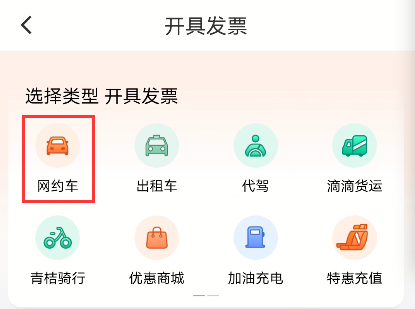 开具发票
选择类型 开具发票
网约车 出租车 代驾 滴滴货运
青桔骑行 优惠商城 加油充电 特惠充值